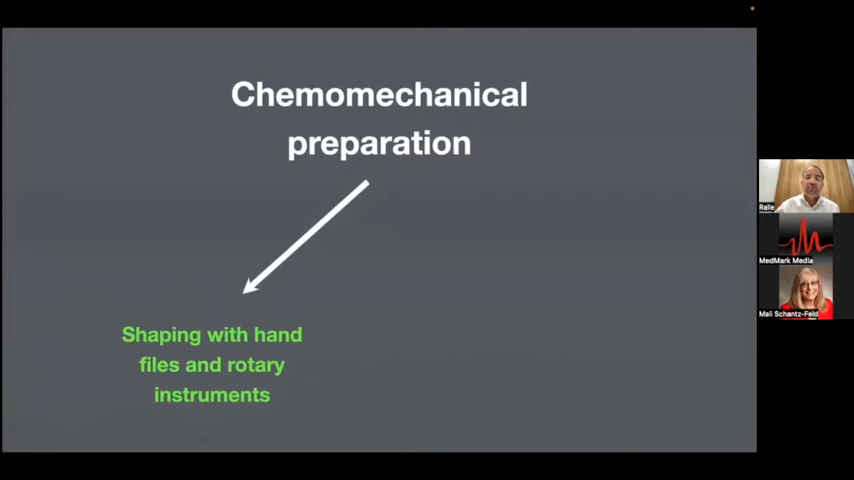 Chemomechanical
preparation
Shaping with hand
files and rotary
instruments
Ralle
MedMark Media
Mali Schantz-Feld